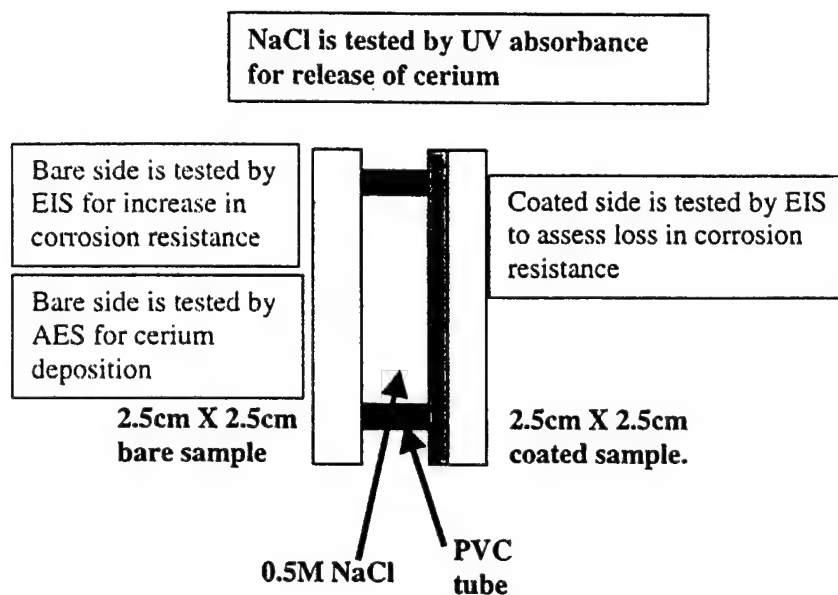 NaCl is tested by UV absorbance
for release of cerium
Bare side is tested by
EIS for increase in
corrosion resistance
Coated side is tested by EIS
to assess loss in corrosion
resistance
Bare side is tested by
AES for cerium
deposition
2.5cm X 2.5cm
bare sample
2.5cm X 2.5cm
coated sample.
0.5M NaCl
PVC
tube